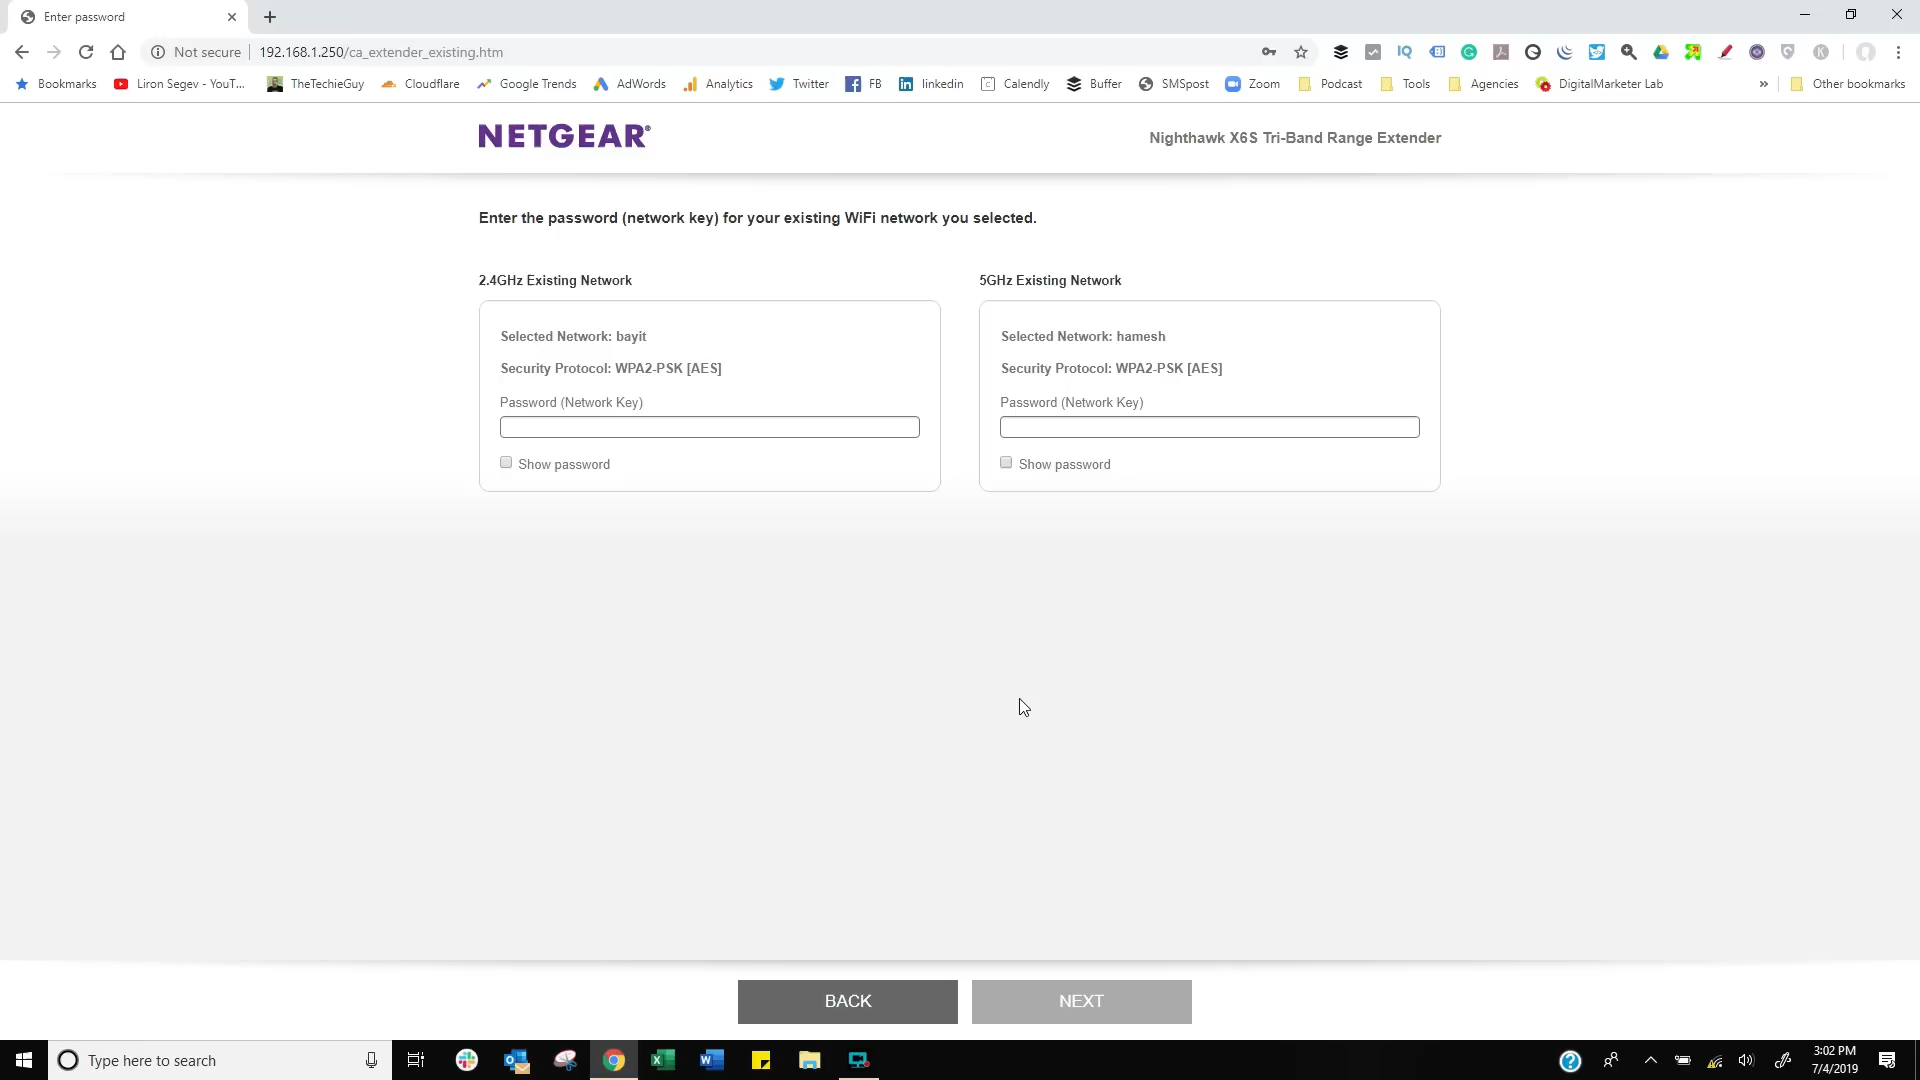 Enter password
Not secure 192.168.1.250/ca_extender_existing.htm
IQ
K
Bookmarks Liron Segev - YouT... TheTechieGuy Cloudflare Google Trends AdWords Analytics Twitter FB linkedin Calendly Buffer SMSpost Zoom Podcast Tools Agencies DigitalMarketer Lab » Other bookmarks
NETGEAR®
Nighthawk X6S Tri-Band Range Extender
Enter the password (network key) for your existing WiFi network you selected.
2.4GHz Existing Network
Selected Network: bayit
Security Protocol: WPA2-PSK [AES]
Password (Network Key)
Show password
5GHz Existing Network
Selected Network: hamesh
Security Protocol: WPA2-PSK [AES]
Password (Network Key)
Show password
BACK NEXT
Type here to search
3:02 PM
7/4/2019